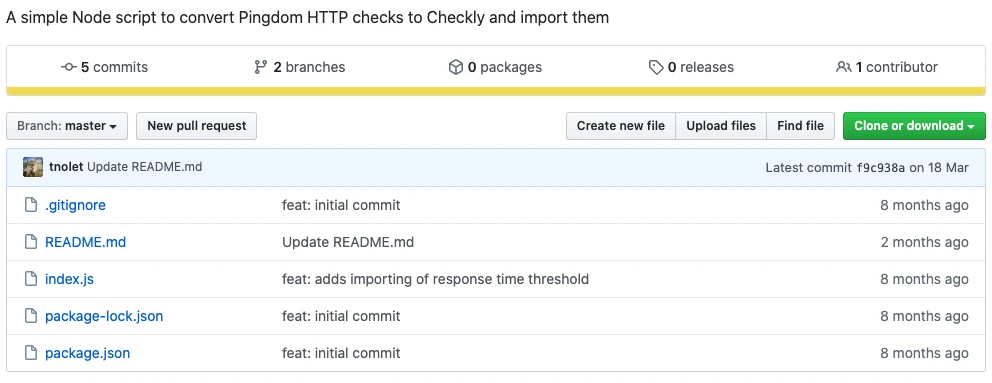 A simple Node script to convert Pingdom HTTP checks to Checkly and import them
5 commits 2 branches 0 packages 0 releases 1 contributor
Branch: master New pull request Create new file Upload files Find file Clone or download
tnolet Update README.md Latest commit f9c938a on 18 Mar
.gitignore feat: initial commit 8 months ago
README.md Update README.md 2 months ago
index.js feat: adds importing of response time threshold 8 months ago
package-lock.json feat: initial commit 8 months ago
package.json feat: initial commit 8 months ago